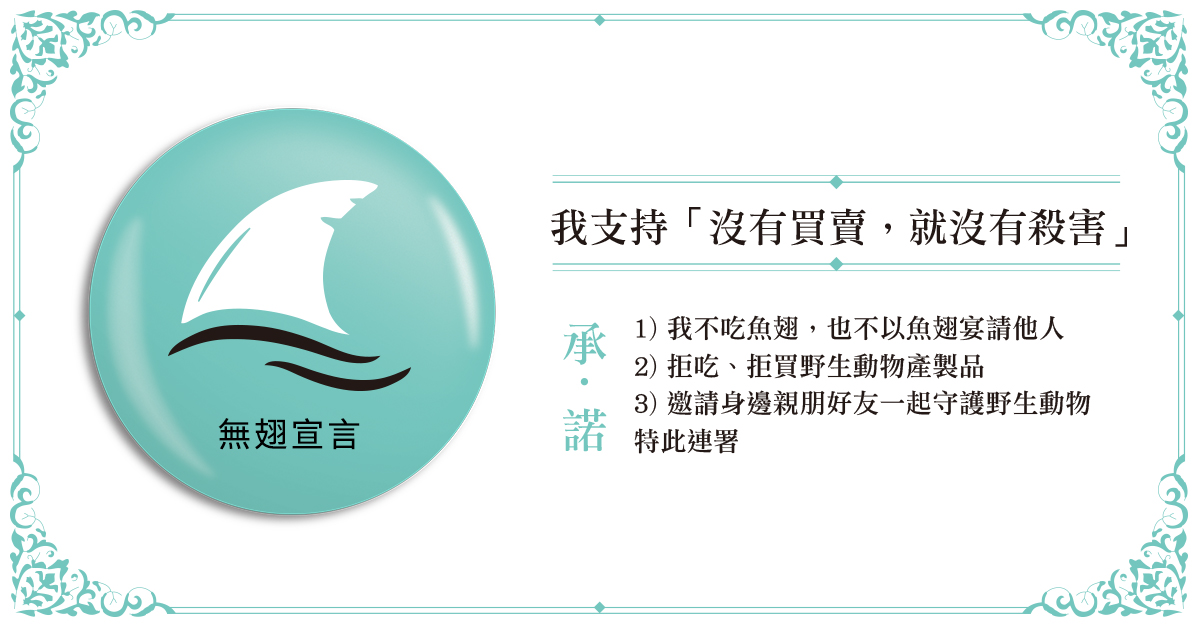 無翅宣言
我支持「沒有買賣，就沒有殺害」
承・諾
1) 我不吃魚翅，也不以魚翅宴請他人
2) 拒吃、拒買野生動物產製品
3) 邀請身邊親朋好友一起守護野生動物
特此連署